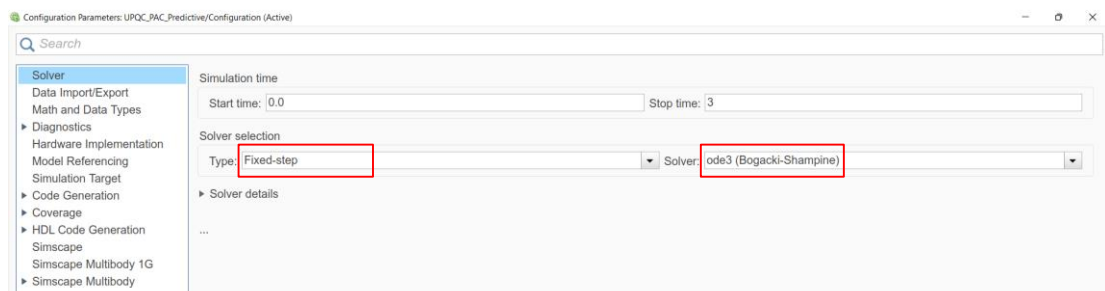 Configuration Parameters: UPQC_PAC_Predictive/Configuration (Active)
Search
Solver
Data Import/Export
Math and Data Types
Diagnostics
Hardware Implementation
Model Referencing
Simulation Target
Code Generation
Coverage
HDL Code Generation
Simscape
Simscape Multibody 1G
Simscape Multibody
Simulation time
Start time: 0.0 Stop time: 3
Solver selection
Type: Fixed-step Solver: ode3 (Bogacki-Shampine)
Solver details
...